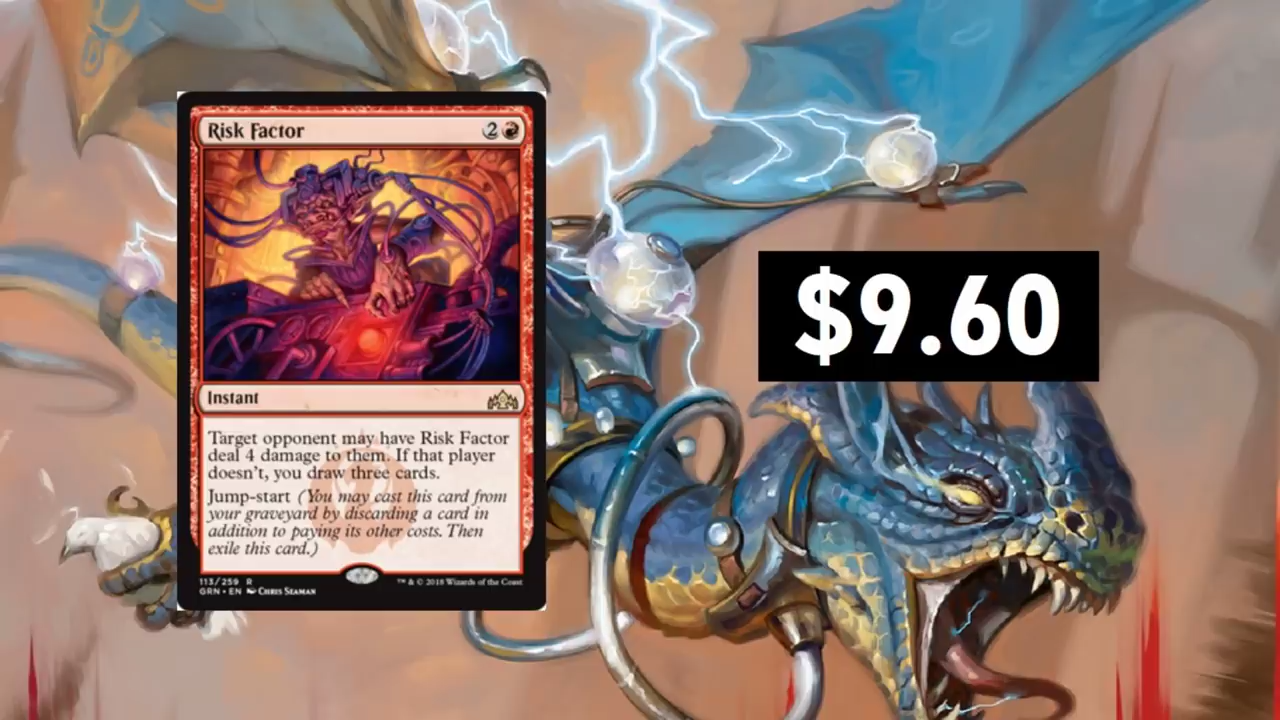 Risk Factor 2
Instant
Target opponent may have Risk Factor
deal 4 damage to them. If that player
doesn't, you draw three cards.
Jump-start (You may cast this card from
your graveyard by discarding a card in
addition to paying its other costs. Then
exile this card.)
113/259 R
GRN • EN Chris Seaman
™ & © 2018 Wizards of the Coast
$9.60